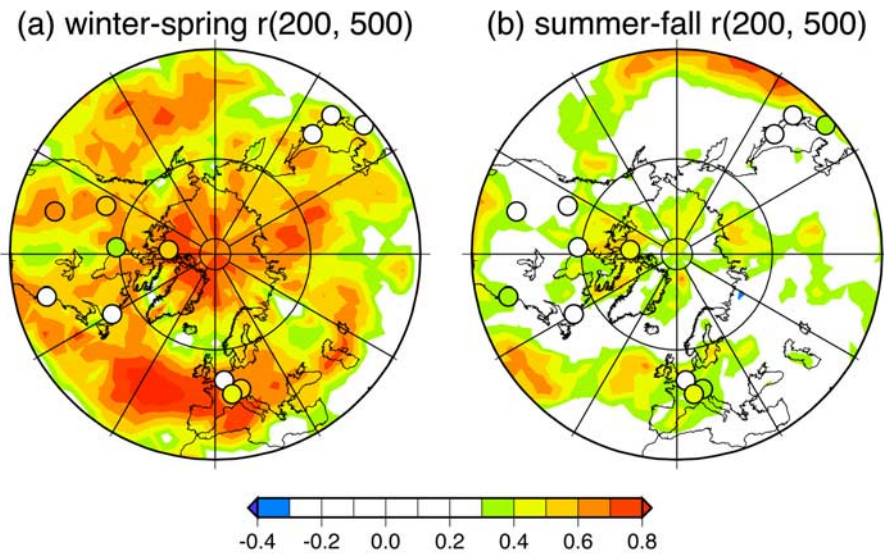 (a) winter-spring r(200, 500)
(b) summer-fall r(200, 500)
-0.4 -0.2 0.0 0.2 0.4 0.6 0.8